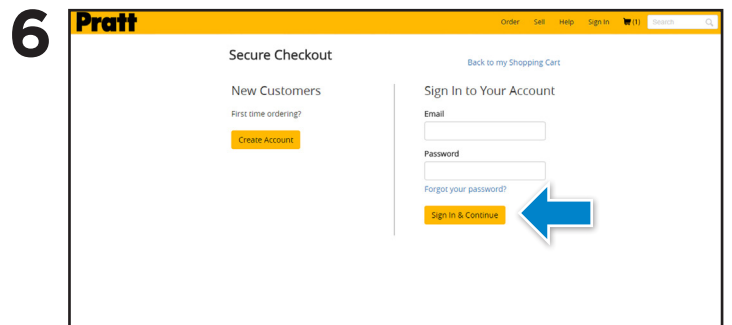 6
Pratt
Order Sell Help Sign In (1) Search
Secure Checkout
Back to my Shopping Cart
New Customers
First time ordering?
Create Account
Sign In to Your Account
Email
Password
Forgot your password?
Sign In & Continue